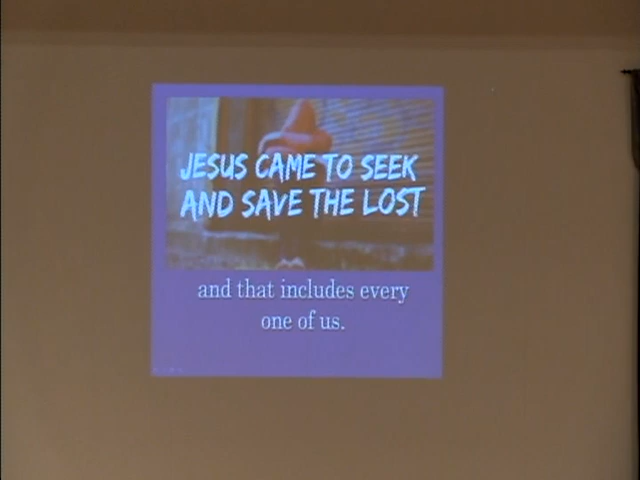 JESUS CAME TO SEEK
AND SAVE THE LOST
and that includes every
one of us.